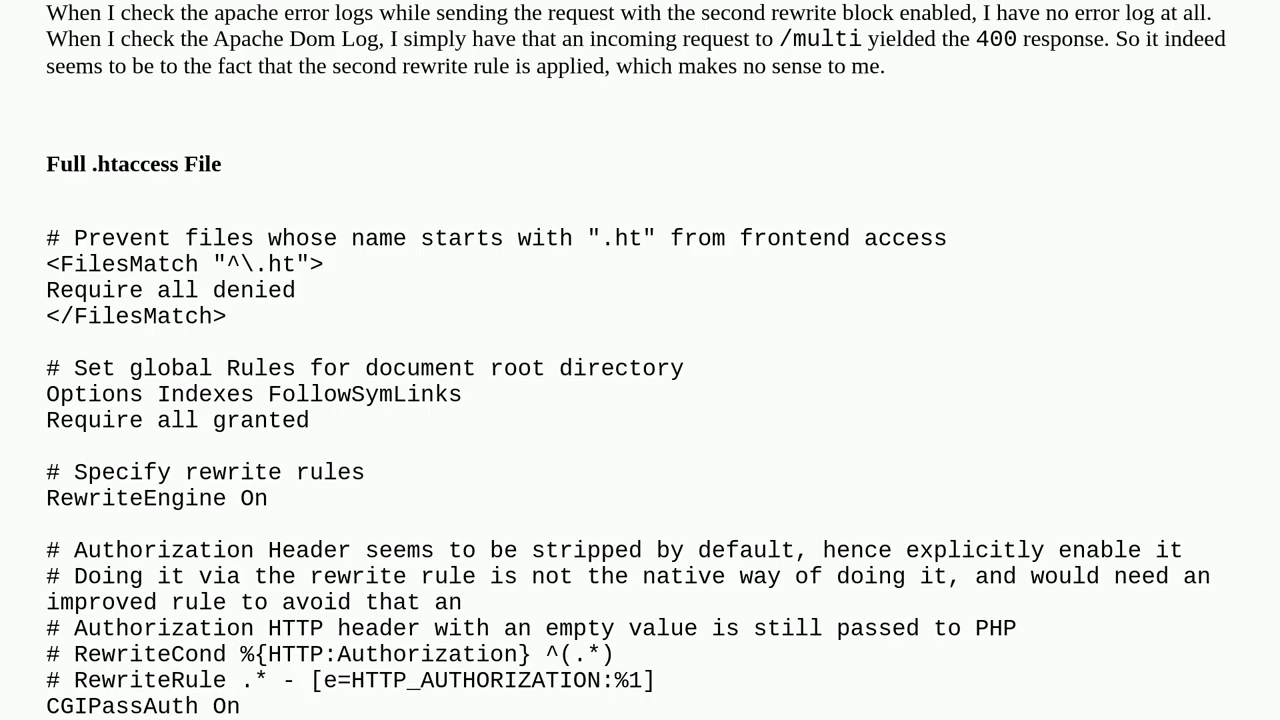 When I check the apache error logs while sending the request with the second rewrite block enabled, I have no error log at all.
When I check the Apache Dom Log, I simply have that an incoming request to /multi yielded the 400 response. So it indeed
seems to be to the fact that the second rewrite rule is applied, which makes no sense to me.
Full .htaccess File
# Prevent files whose name starts with ".ht" from frontend access
<FilesMatch "^\.ht">
Require all denied
</FilesMatch>
# Set global Rules for document root directory
Options Indexes FollowSymLinks
Require all granted
# Specify rewrite rules
RewriteEngine On
# Authorization Header seems to be stripped by default, hence explicitly enable it
# Doing it via the rewrite rule is not the native way of doing it, and would need an
improved rule to avoid that an
# Authorization HTTP header with an empty value is still passed to PHP
# RewriteCond %{HTTP:Authorization} ^(.*)
# RewriteRule .* - [e=HTTP_AUTHORIZATION:%1]
CGIPassAuth On